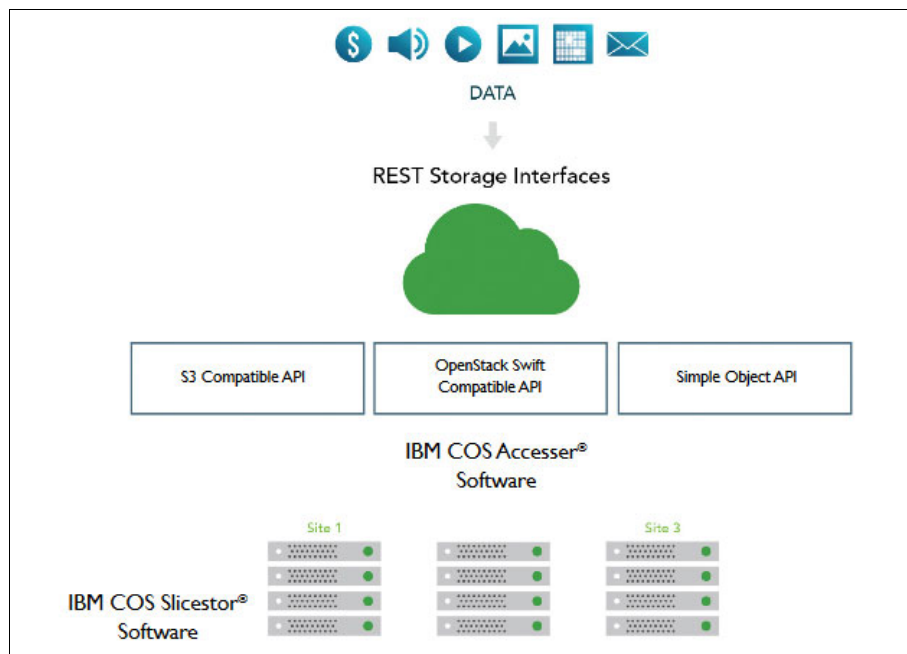 $
DATA
REST Storage Interfaces
S3 Compatible API
OpenStack Swift
Compatible API
Simple Object API
IBM COS Accesser®
Software
Site 1
Site 3
IBM COS Slicestor®
Software